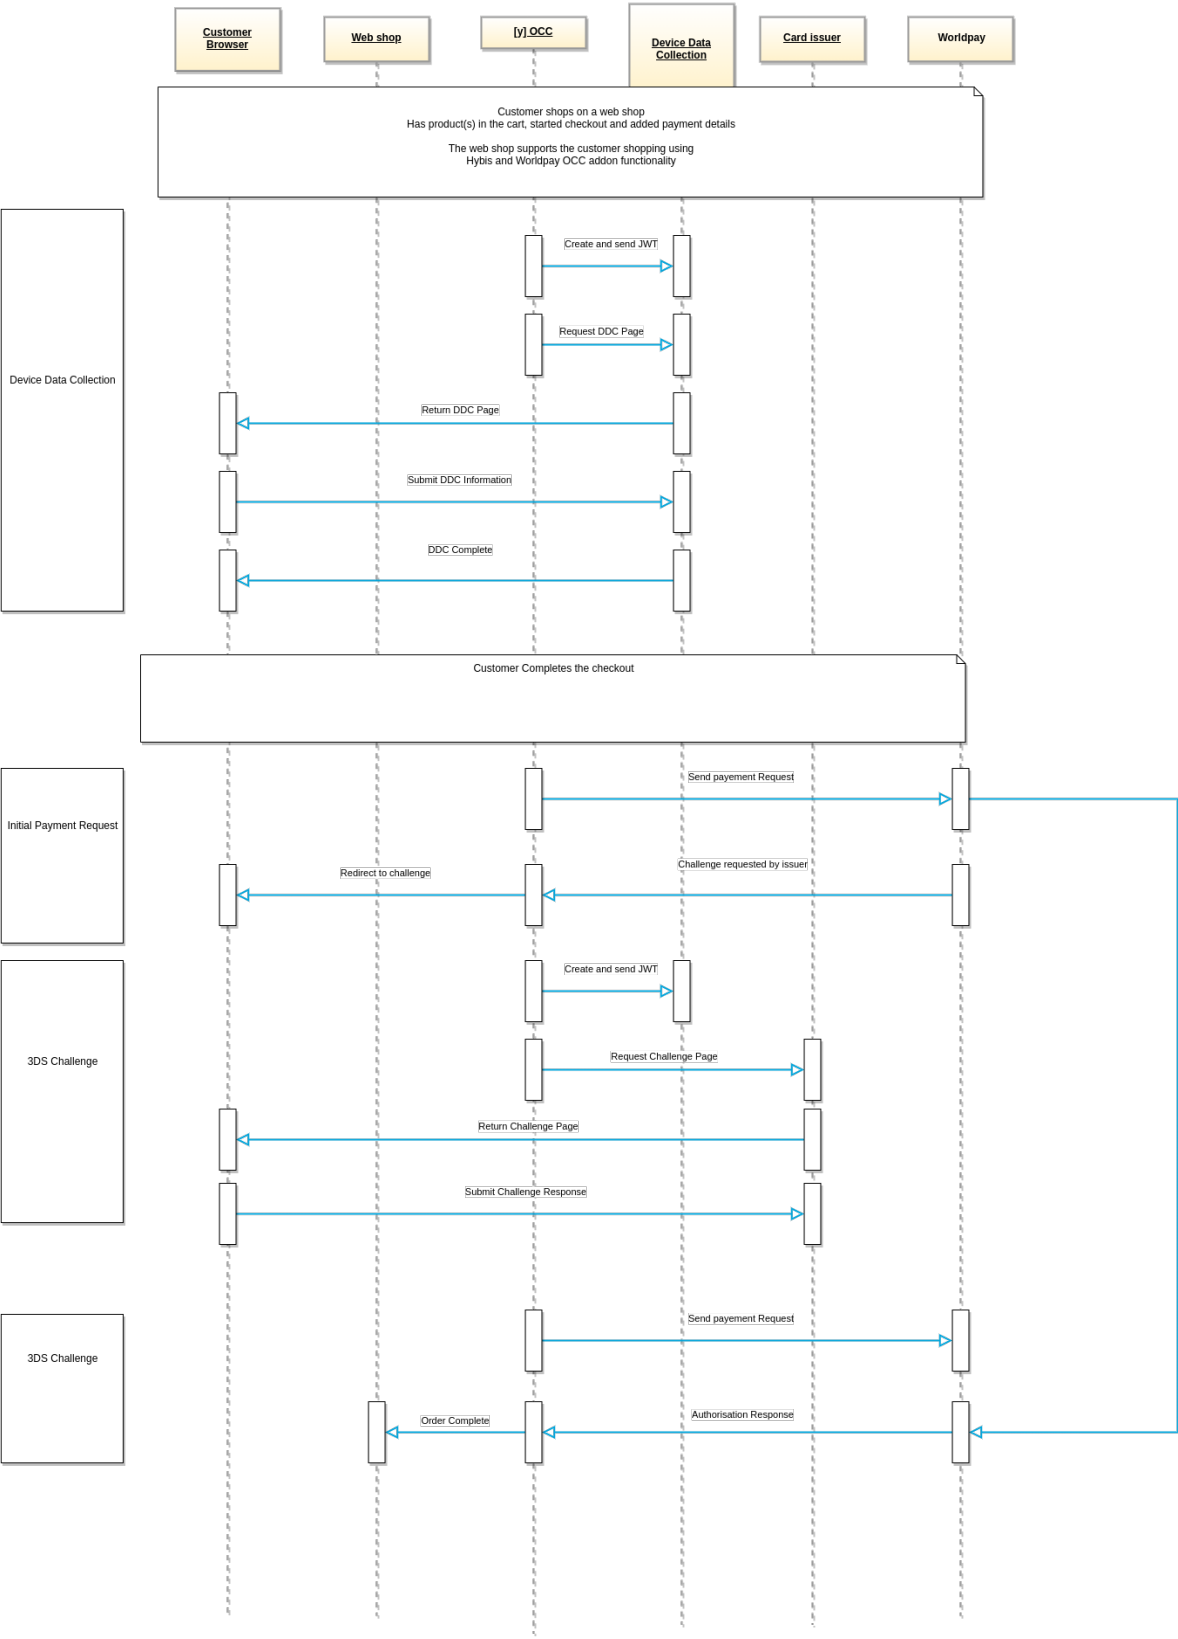 Customer
Browser
Web shop
[y] OCC
Device Data
Collection
Card issuer
Worldpay
Customer shops on a web shop
Has product(s) in the cart, started checkout and added payment details
The web shop supports the customer shopping using
Hybis and Worldpay OCC addon functionality
Device Data Collection
Create and send JWT
Request DDC Page
Return DDC Page
Submit DDC Information
DDC Complete
Customer Completes the checkout
Initial Payment Request
Send payement Request
Challenge requested by issuer
Redirect to challenge
3DS Challenge
Create and send JWT
Request Challenge Page
Return Challenge Page
Submit Challenge Response
3DS Challenge
Send payement Request
Authorisation Response
Order Complete